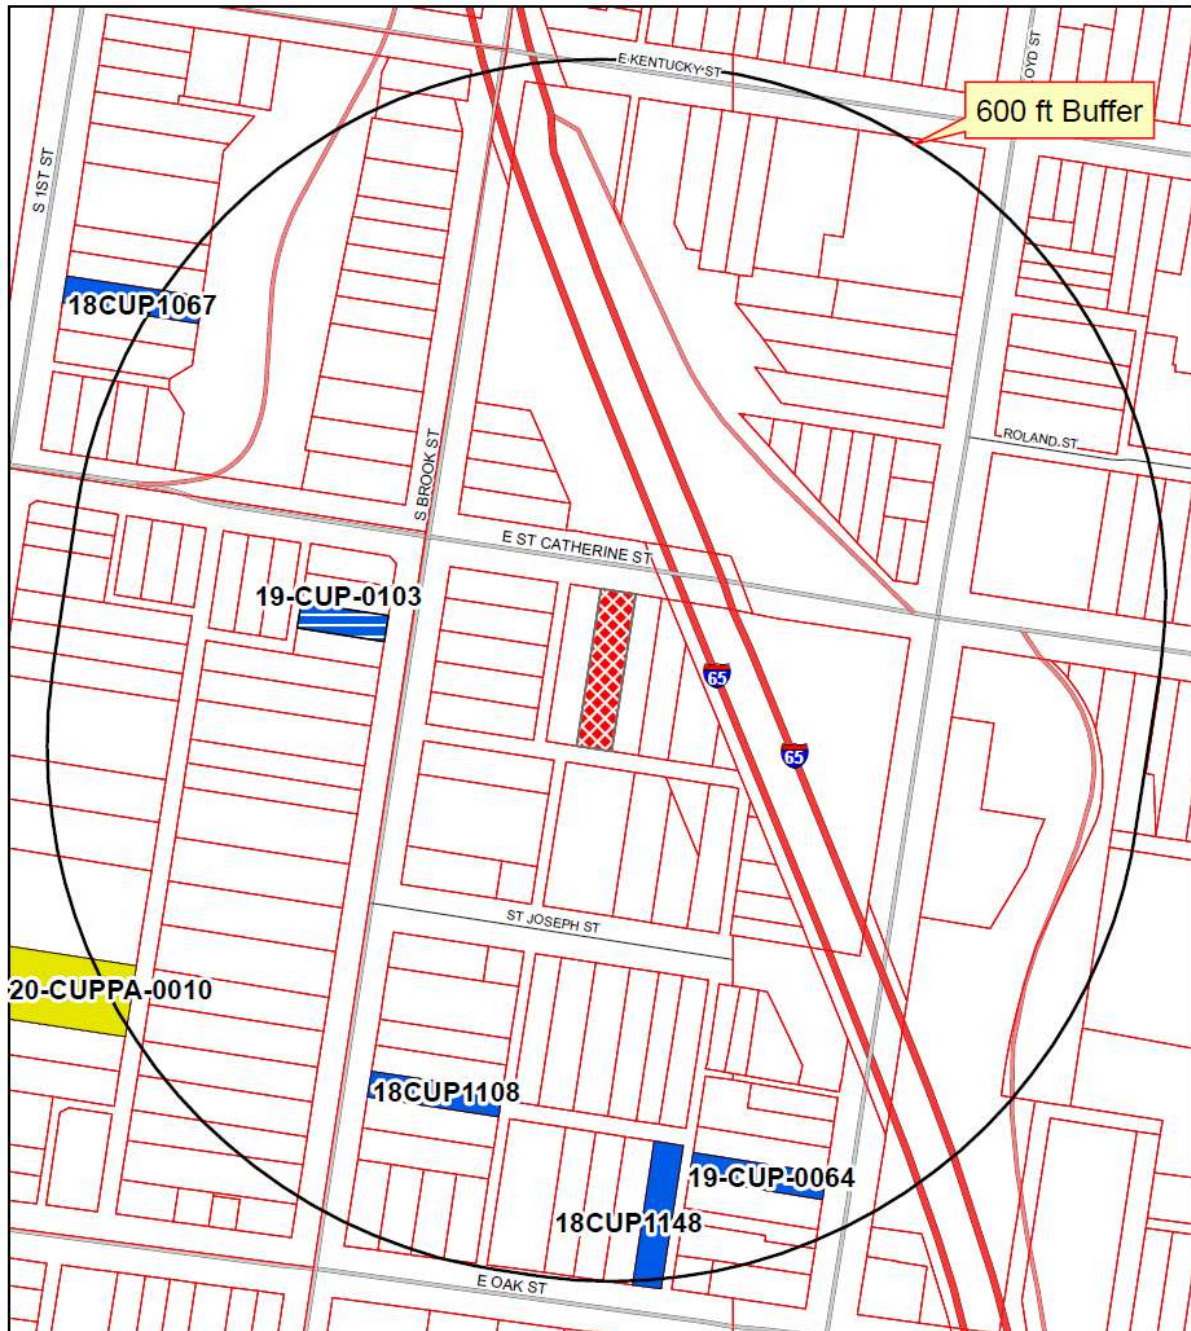 E KENTUCKY ST
OYD ST
600 ft Buffer
S 1ST ST
18CUP1067
ROLAND ST
S BROOK ST
E ST CATHERINE ST
19-CUP-0103
65
65
ST JOSEPH ST
20-CUPPA-0010
18CUP1108
19-CUP-0064
18CUP1148
E OAK ST